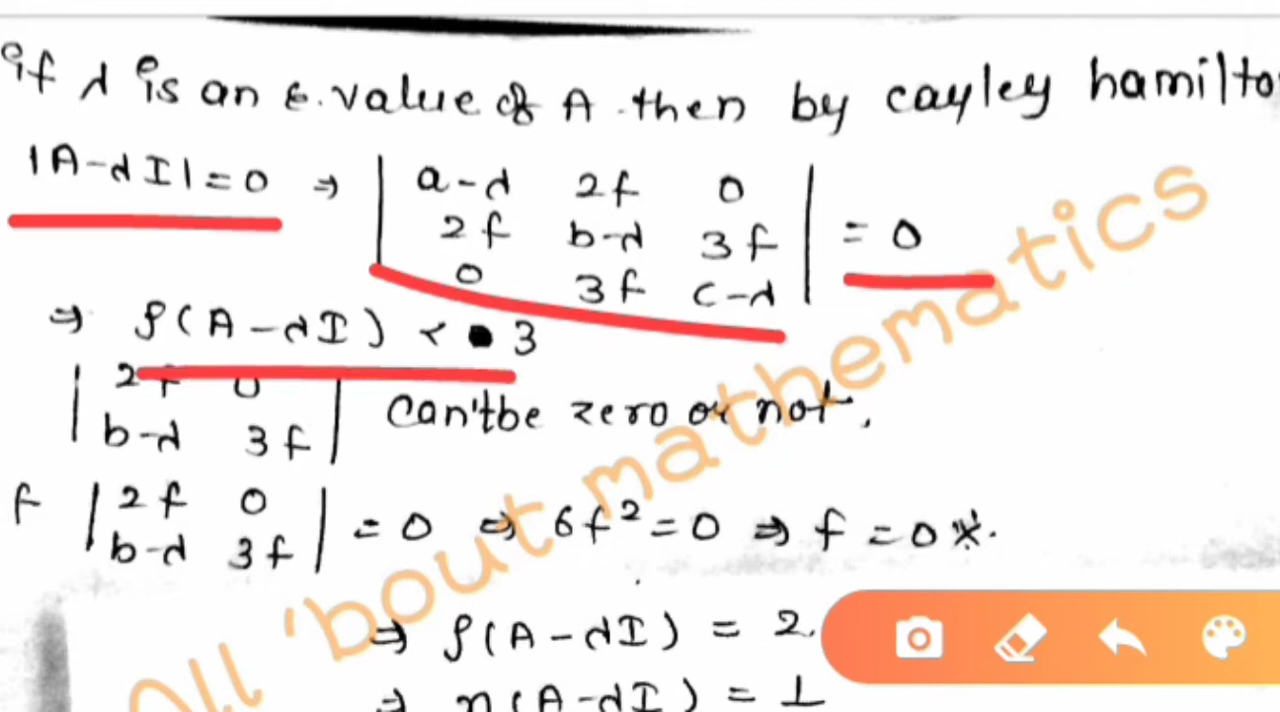 if λ is an E.value of A then by cayley hamilto
|A-λI|=0 ⇒ | a-λ 2f 0 | = 0
2f b-λ 3f
0 3f c-λ
⇒ ρ(A-λI) < 3
| 2f 0 | can't be zero or not.
b-λ 3f
f | 2f 0 | = 0 ⇒ 6f²=0 ⇒ f=0 *.
b-λ 3f
⇒ ρ(A-λI) = 2.
⇒ n(A-λI) = 1
All 'bout mathematics